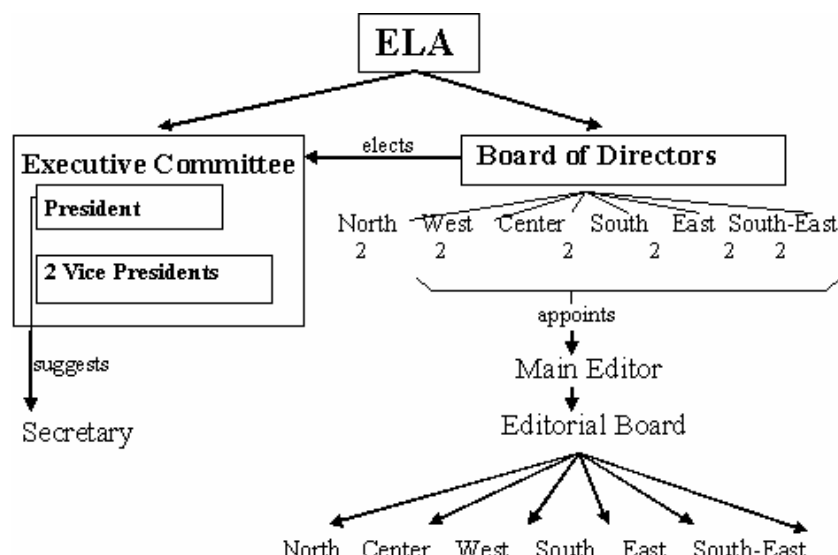 ELA
Executive Committee
President
2 Vice Presidents
elects
Board of Directors
North West Center South East South-East
2 2 2 2 2 2
appoints
suggests
Main Editor
Secretary
Editorial Board
North Center West South East South-East